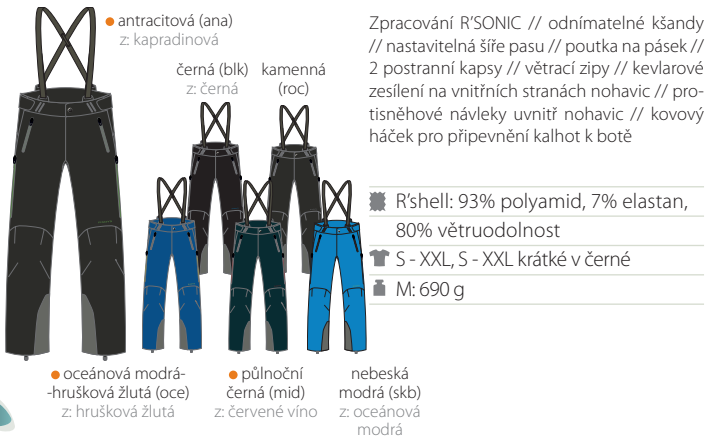 antracitová (ana)
z: kapradinová
černá (blk)
z: černá
kamenná
(roc)
oceánová modrá-
-hrušková žlutá (oce)
z: hrušková žlutá
půlnoční
černá (mid)
z: červené víno
nebeská
modrá (skb)
z: oceánová
modrá
Zpracování R’SONIC // odnímatelné kšandy
// nastavitelná šíře pasu // poutka na pásek //
2 postranní kapsy // větrací zipy // kevlarové
zesílení na vnitřních stranách nohavic // pro-
tisněhové návleky uvnitř nohavic // kovový
háček pro připevnění kalhot k botě
R’shell: 93% polyamid, 7% elastan,
80% větruodolnost
S - XXL, S - XXL krátké v černé
M: 690 g